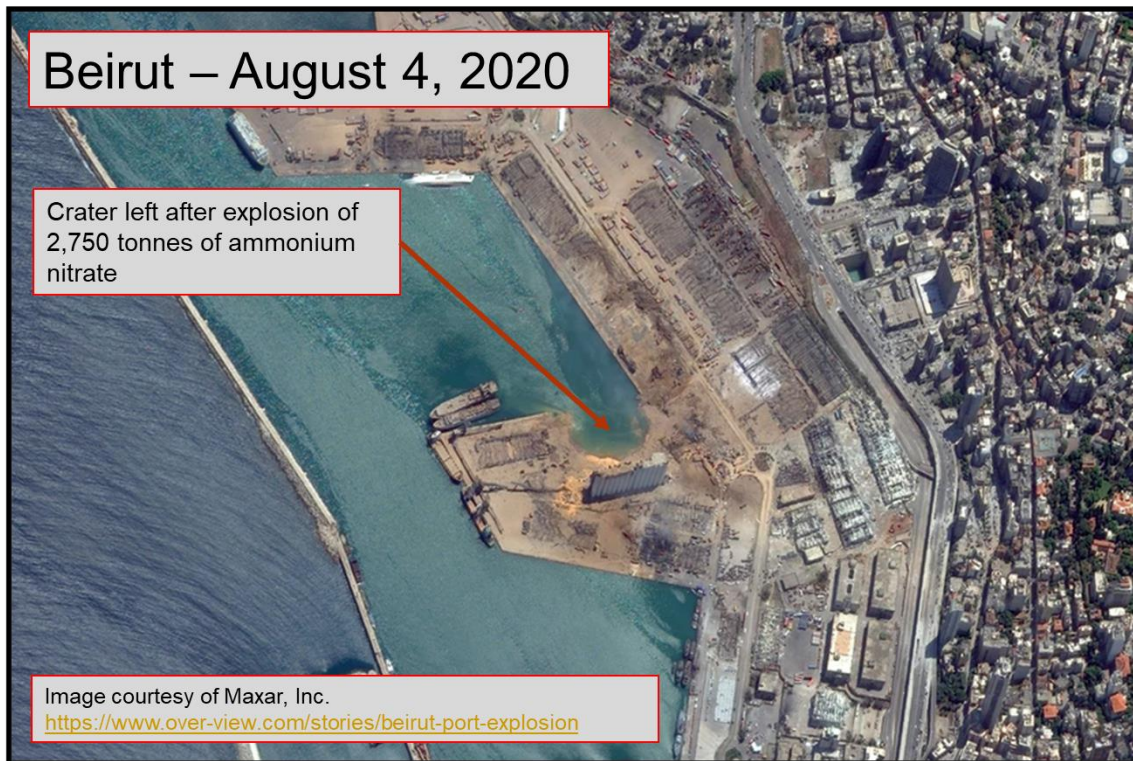 Beirut – August 4, 2020
Crater left after explosion of
2,750 tonnes of ammonium
nitrate
Image courtesy of Maxar, Inc.
https://www.over-view.com/stories/beirut-port-explosion